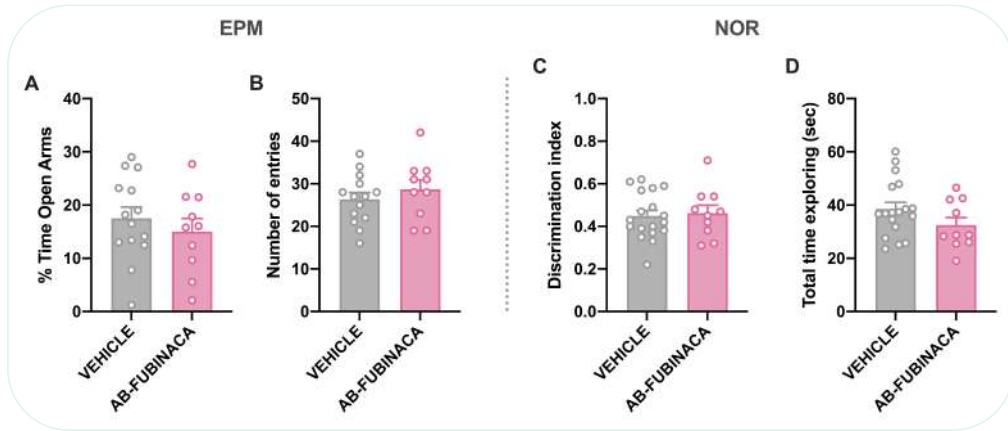 EPM
NOR
A
B
C
D
% Time Open Arms
40
30
20
10
0
VEHICLE
AB-FUBINACA
Number of entries
50
40
30
20
10
0
VEHICLE
AB-FUBINACA
Discrimination index
1.0
0.8
0.6
0.4
0.2
0.0
VEHICLE
AB-FUBINACA
Total time exploring (sec)
80
60
40
20
0
VEHICLE
AB-FUBINACA